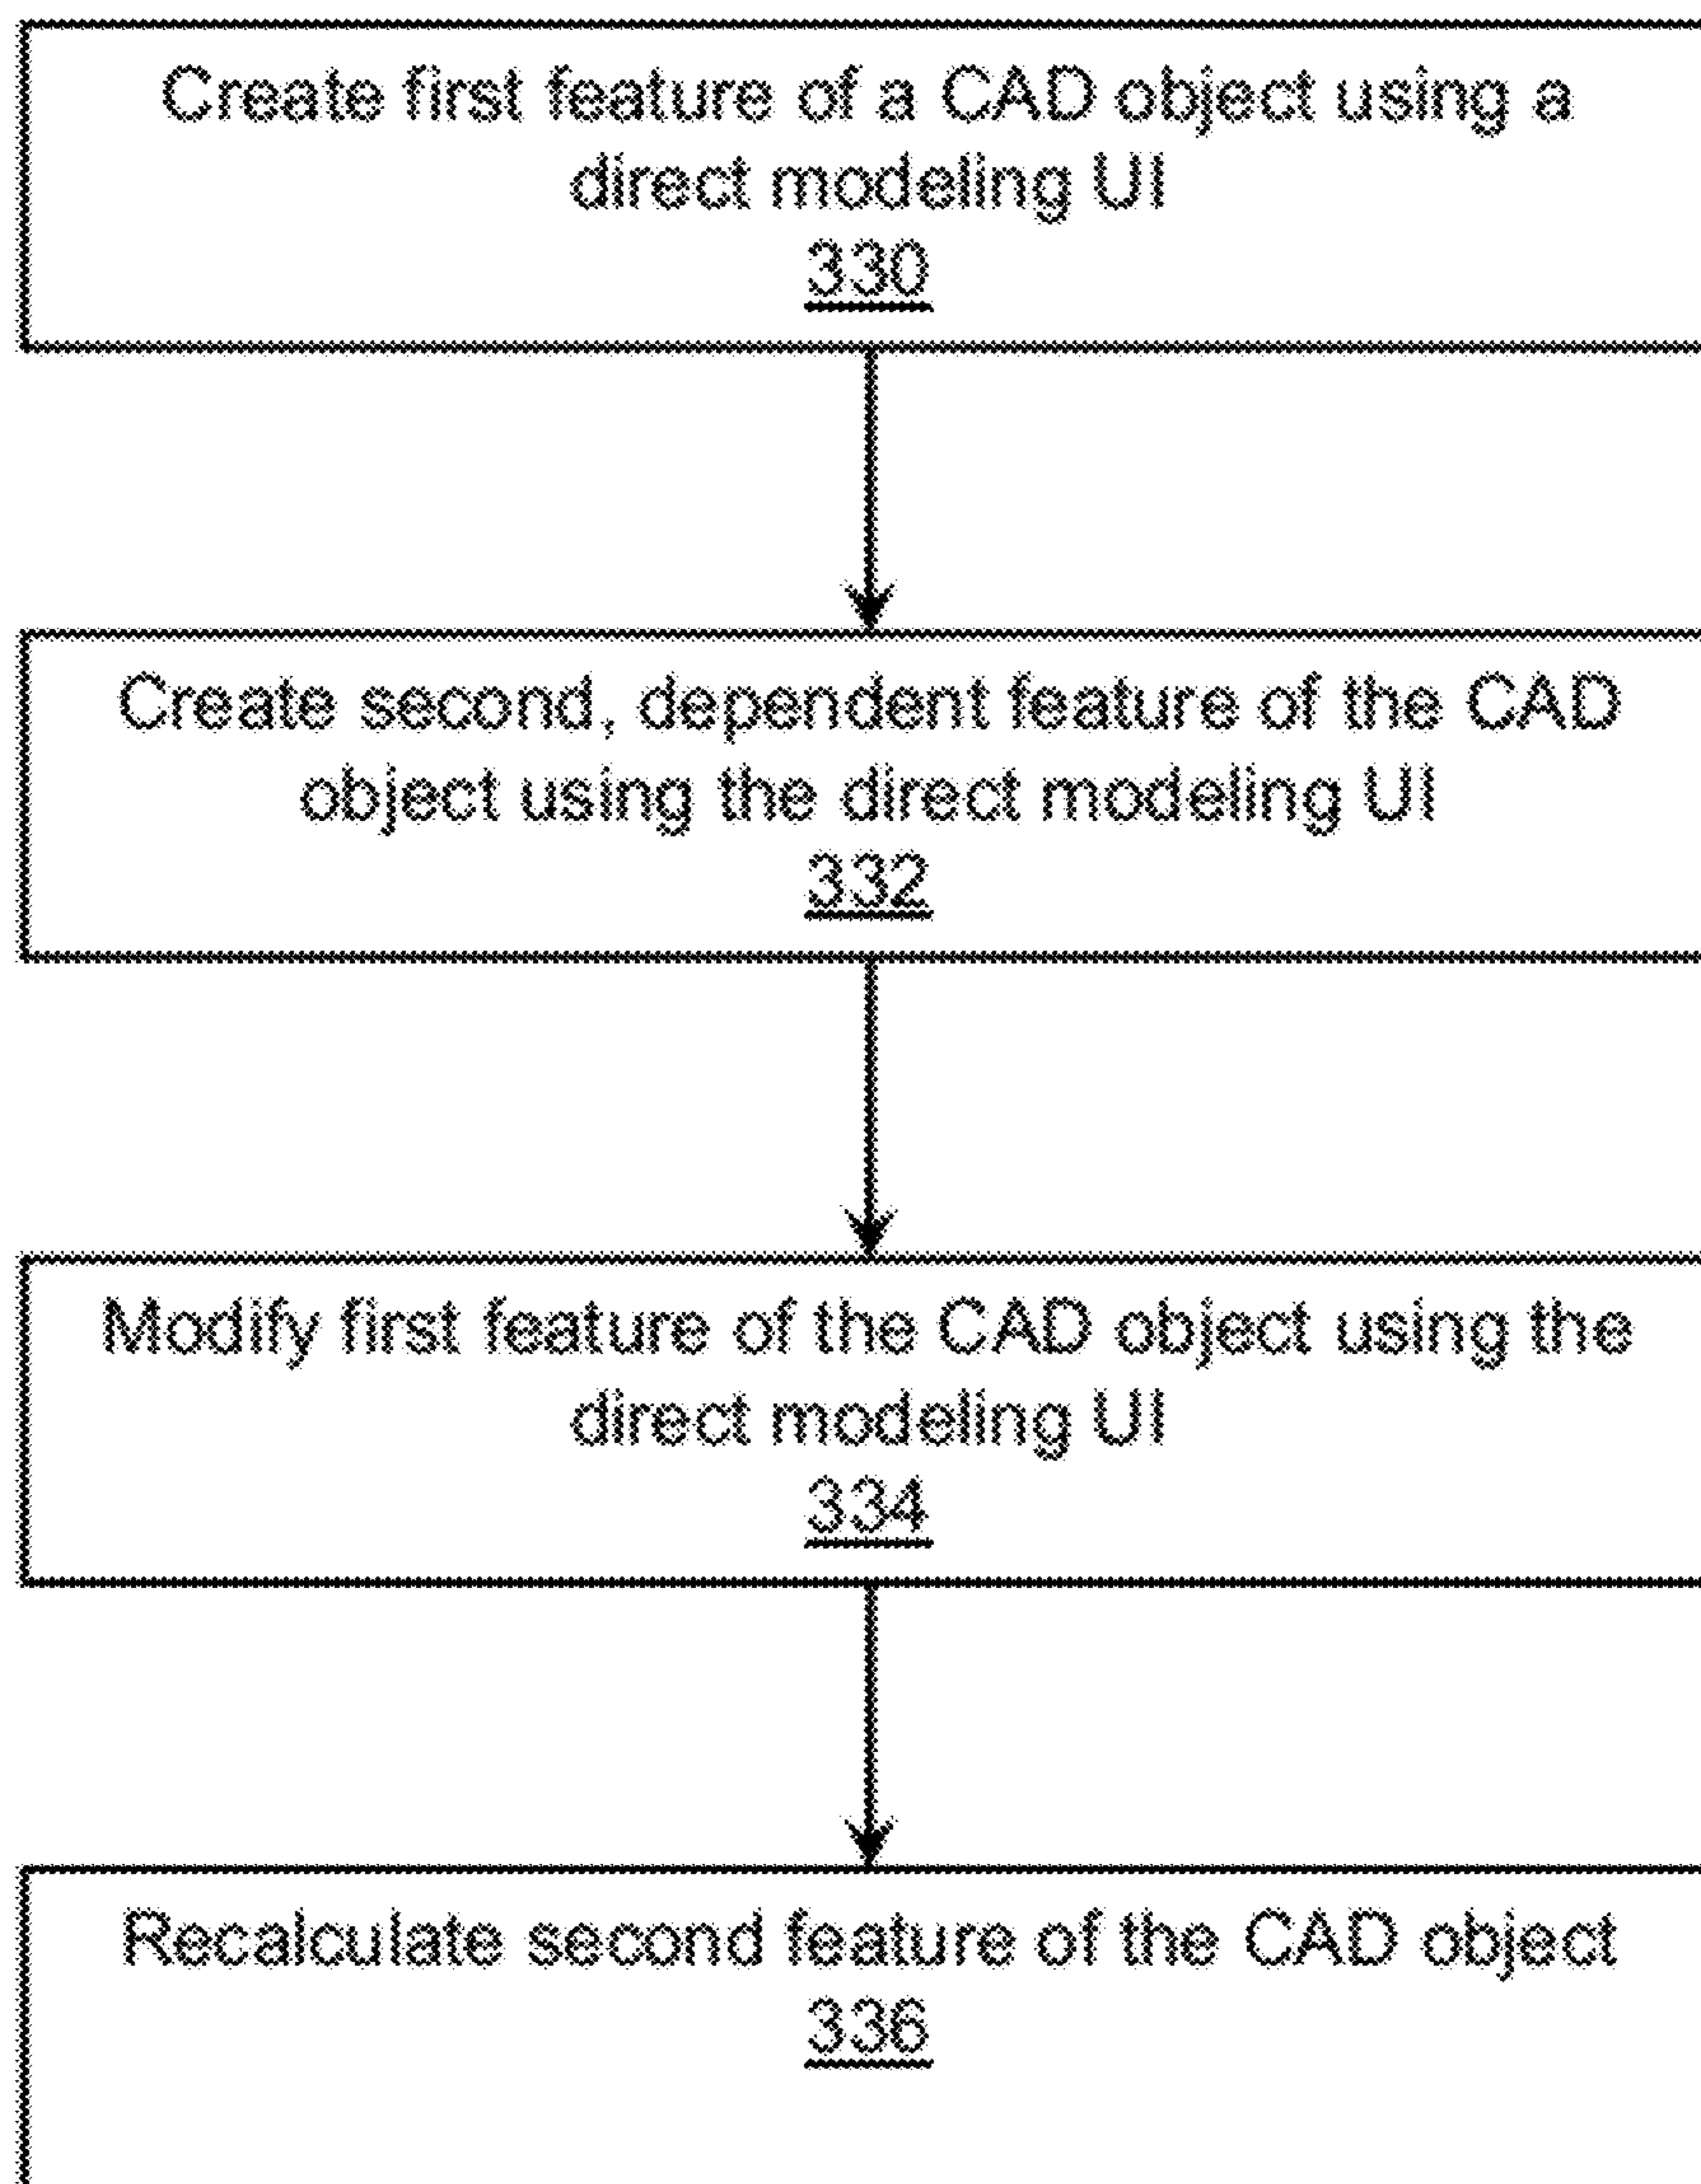 Create first feature of a CAD object using a
direct modeling UI
330
Create second, dependent feature of the CAD
object using the direct modeling UI
332
Modify first feature of the CAD object using the
direct modeling UI
334
Recalculate second feature of the CAD object
336